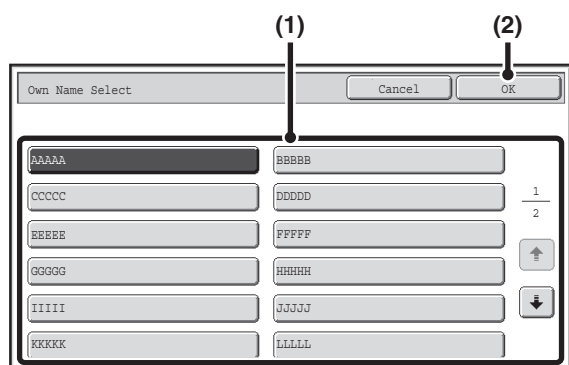 (1) (2)
Own Name Select Cancel OK
AAAAA BBBBB
CCCCC DDDDD
1
2
EEEEE FFFFF
GGGGG HHHHH
IIIII JJJJJ
KKKKK LLLLL